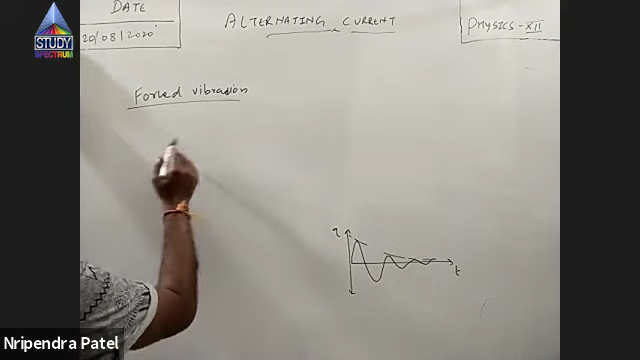 DATE
20/08/2020
STUDY
SPECTRUM
ALTERNATING CURRENT
PHYSICS - XII
Forced vibration
q
t
Nripendra Patel